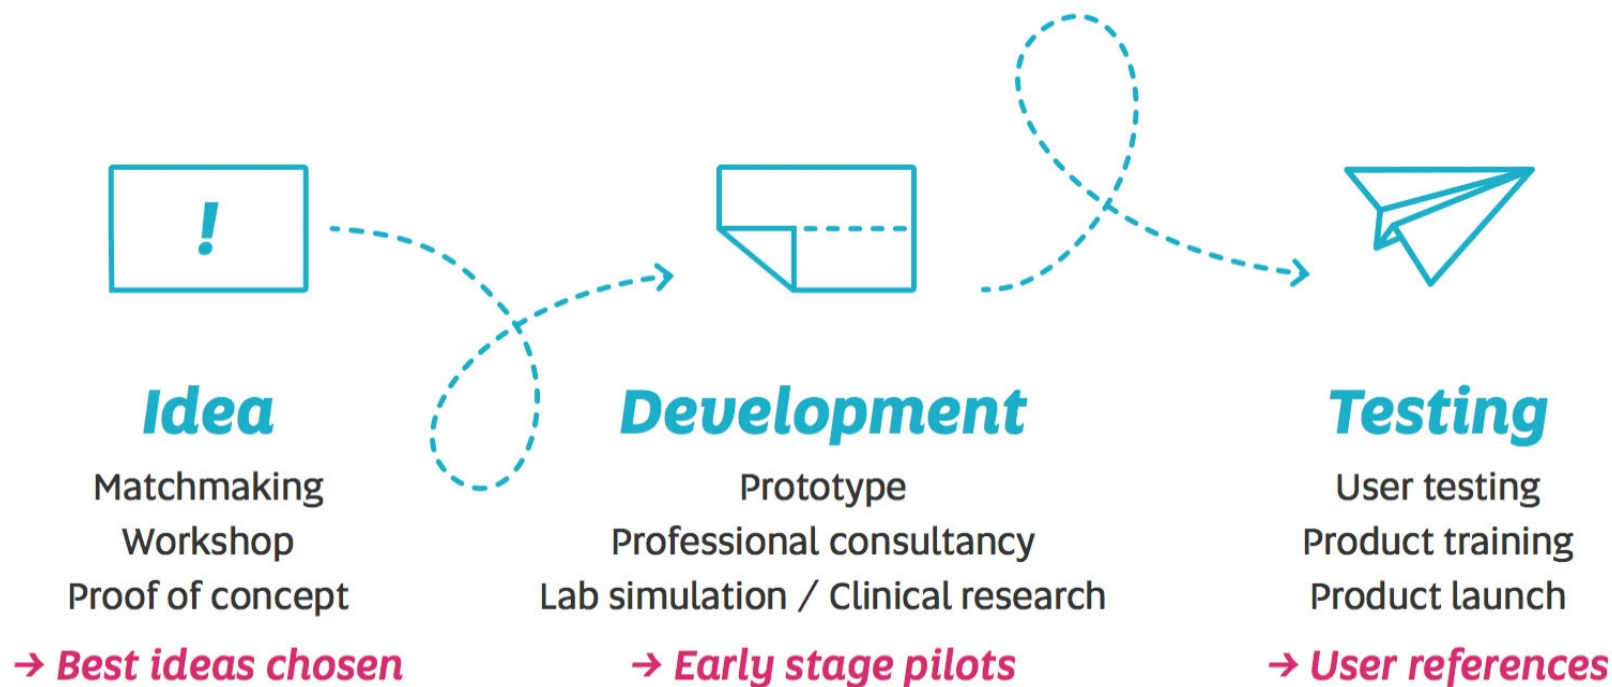 !
Idea
Matchmaking
Workshop
Proof of concept
→ Best ideas chosen
Development
Prototype
Professional consultancy
Lab simulation / Clinical research
→ Early stage pilots
Testing
User testing
Product training
Product launch
→ User references